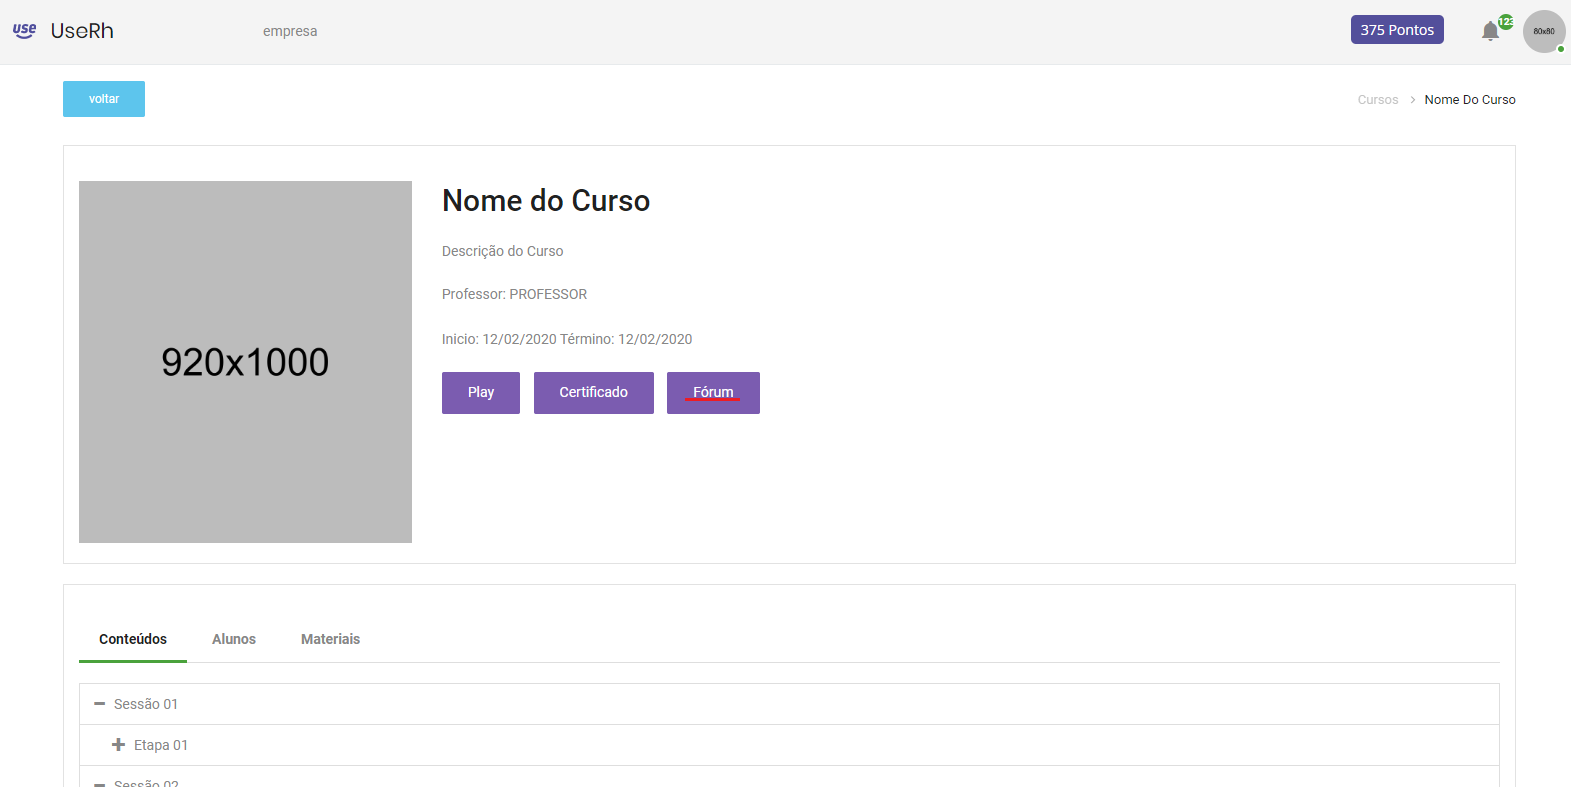 use UseRh
empresa
375 Pontos
123
80x80
voltar
Cursos > Nome Do Curso
920x1000
Nome do Curso
Descrição do Curso
Professor: PROFESSOR
Inicio: 12/02/2020 Término: 12/02/2020
Play
Certificado
Fórum
Conteúdos
Alunos
Materiais
Sessão 01
Etapa 01
Sessão 02